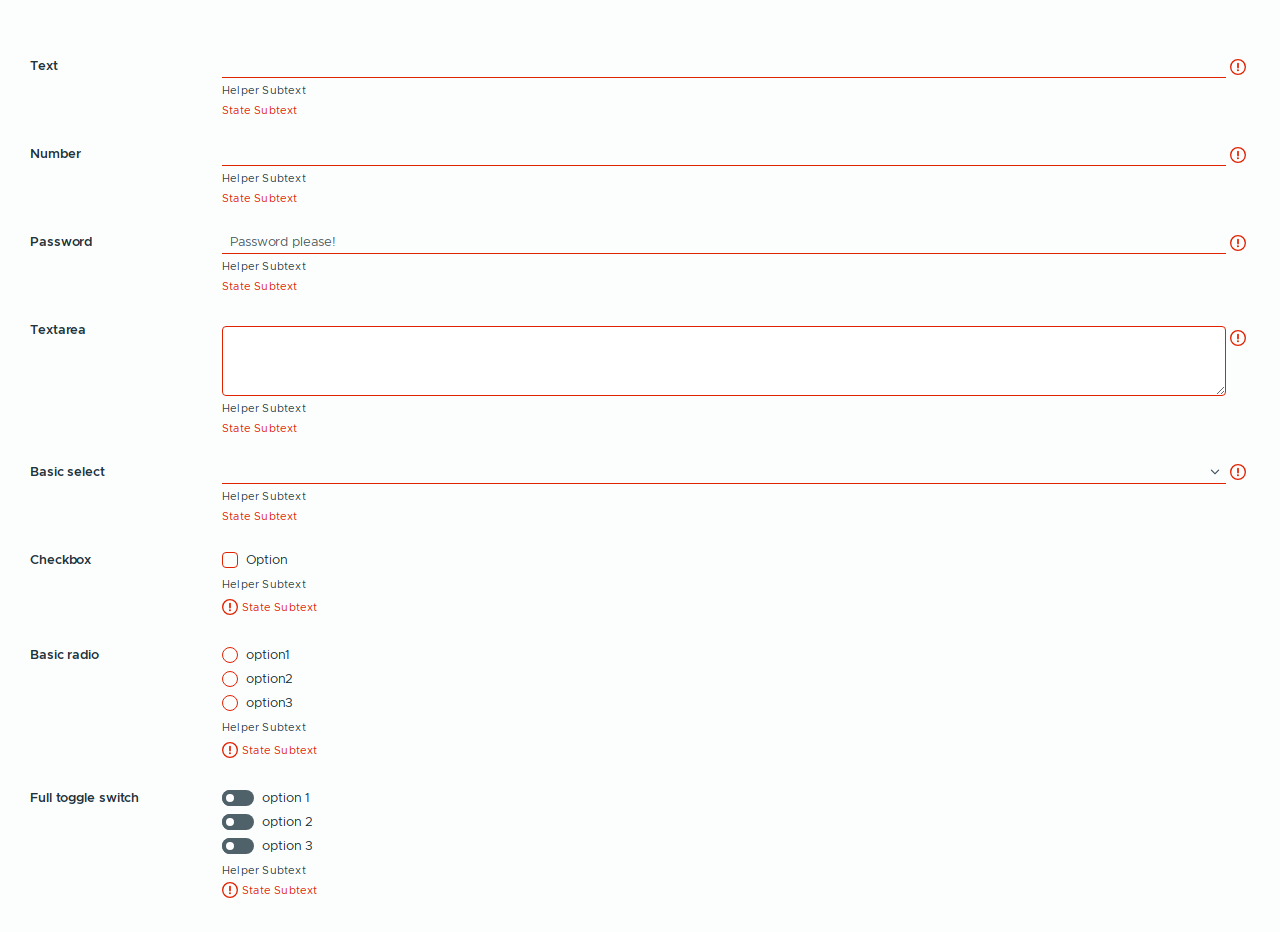 Text
Helper Subtext
State Subtext
Number
Helper Subtext
State Subtext
Password
Password please!
Helper Subtext
State Subtext
Textarea
Helper Subtext
State Subtext
Basic select
Helper Subtext
State Subtext
Checkbox
Option
Helper Subtext
State Subtext
Basic radio
option1
option2
option3
Helper Subtext
State Subtext
Full toggle switch
option 1
option 2
option 3
Helper Subtext
State Subtext